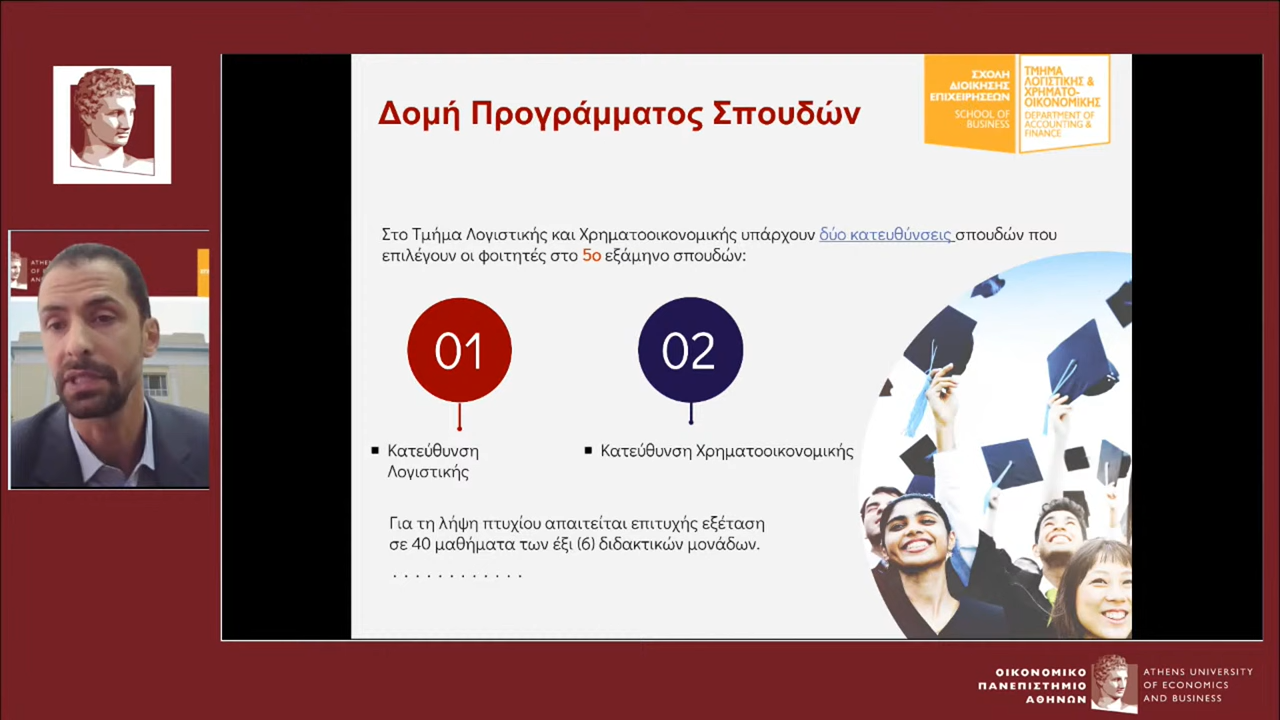 Δομή Προγράμματος Σπουδών
ΣΧΟΛΗ
ΔΙΟΙΚΗΣΗΣ
ΕΠΙΧΕΙΡΗΣΕΩΝ
SCHOOL OF
BUSINESS
ΤΜΗΜΑ
ΛΟΓΙΣΤΙΚΗΣ &
ΧΡΗΜΑΤΟ-
ΟΙΚΟΝΟΜΙΚΗΣ
DEPARTMENT OF
ACCOUNTING &
FINANCE
Στο Τμήμα Λογιστικής και Χρηματοοικονομικής υπάρχουν δύο κατευθύνσεις σπουδών που
επιλέγουν οι φοιτητές στο 5ο εξάμηνο σπουδών:
01
02
▪ Κατεύθυνση
Λογιστικής
▪ Κατεύθυνση Χρηματοοικονομικής
Για τη λήψη πτυχίου απαιτείται επιτυχής εξέταση
σε 40 μαθήματα των έξι (6) διδακτικών μονάδων.
. . . . . . . . . . . .
ΟΙΚΟΝΟΜΙΚΟ
ΠΑΝΕΠΙΣΤΗΜΙΟ
ΑΘΗΝΩΝ
ATHENS UNIVERSITY
OF ECONOMICS
AND BUSINESS